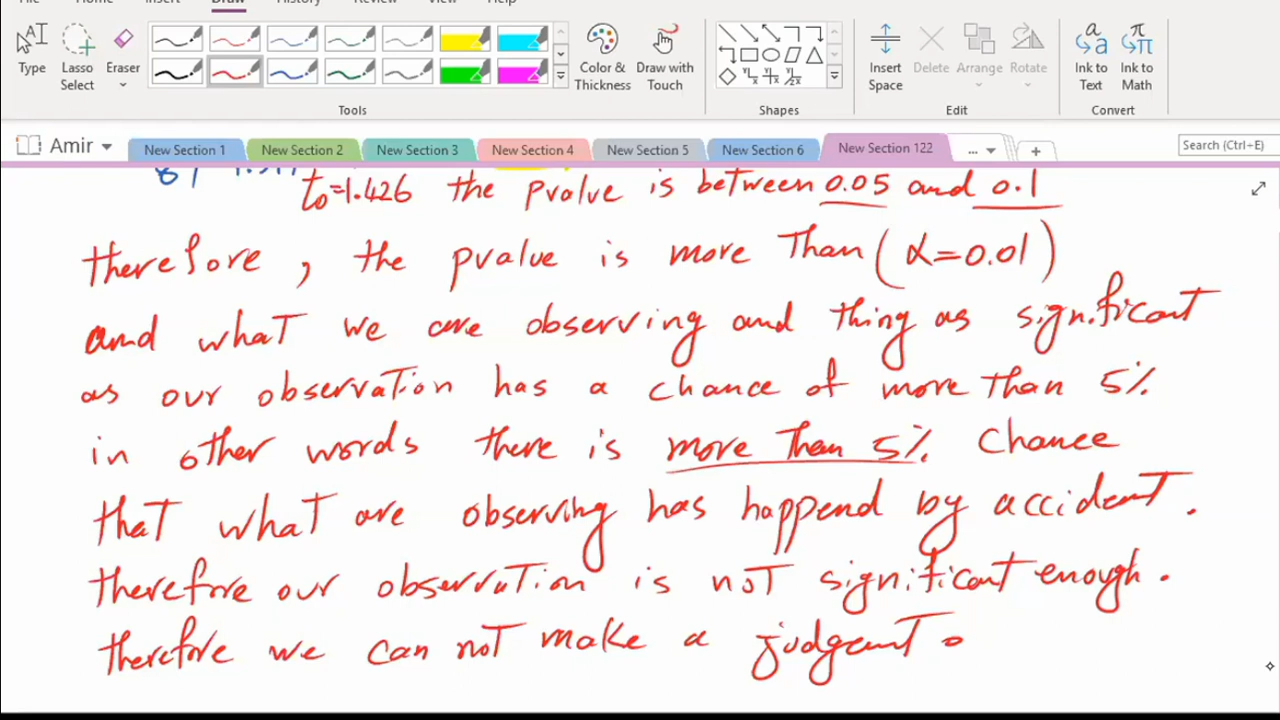 File Home Insert Draw History Review View Help
Type
Lasso Select
Eraser
Color & Thickness
Draw with Touch
Insert Space
Delete
Arrange
Rotate
Ink to Text
Ink to Math
Tools
Shapes
Edit
Convert
Amir
New Section 1
New Section 2
New Section 3
New Section 4
New Section 5
New Section 6
New Section 122
...
Search (Ctrl+E)
t0=1.426 the pvalue is between 0.05 and 0.1
therefore, the pvalue is more Than (α=0.01)
and what we are observing and thing as significant
as our observation has a chance of more than 5%
in other words there is more Than 5% Chance
that what are observing has happend by accident.
therefore our observation is not significant enough.
therefore we can not make a judgment.